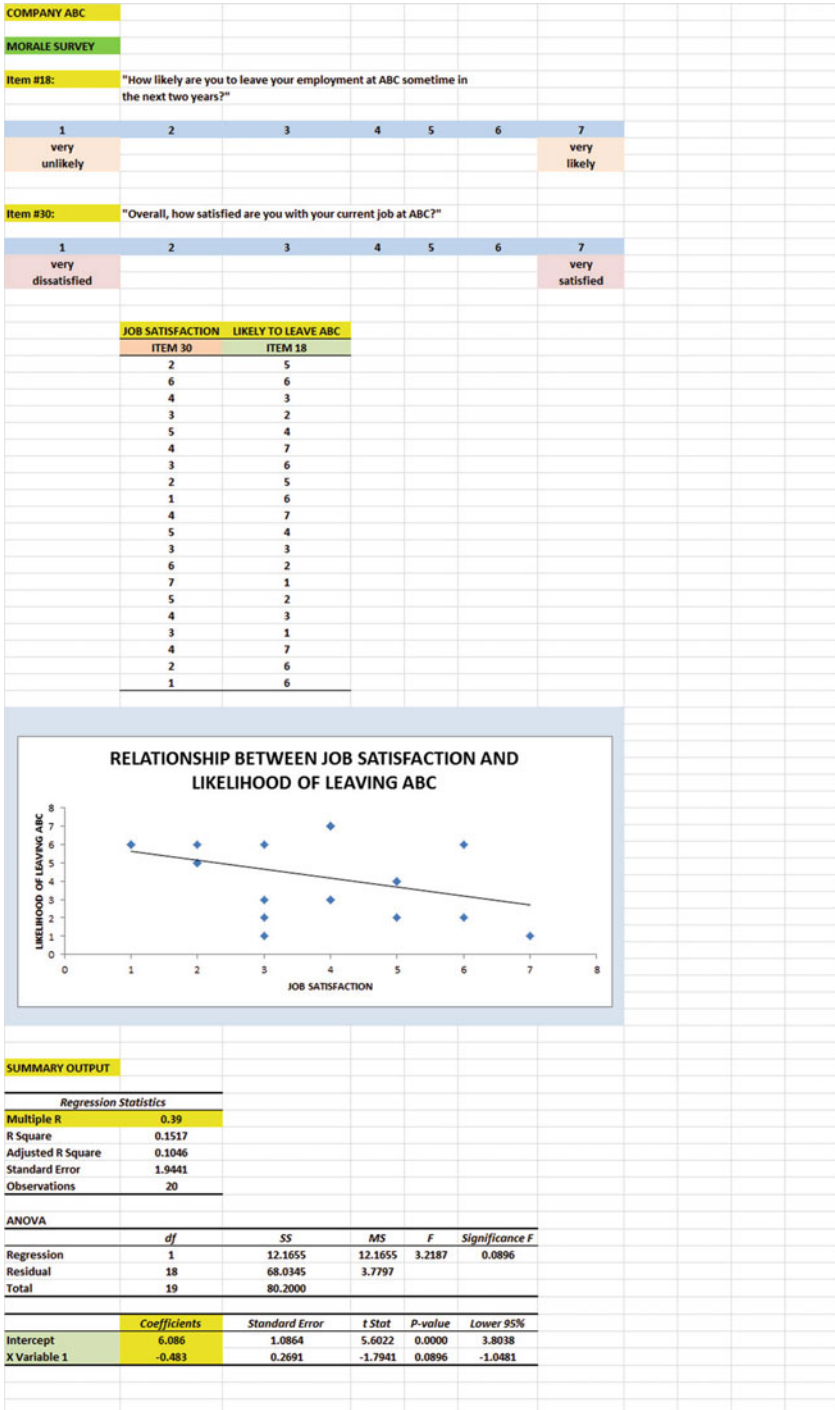 COMPANY ABC
MORALE SURVEY
Item #18: "How likely are you to leave your employment at ABC sometime in
the next two years?"
1 2 3 4 5 6 7
very very
unlikely likely
Item #30: "Overall, how satisfied are you with your current job at ABC?"
1 2 3 4 5 6 7
very very
dissatisfied satisfied
JOB SATISFACTION LIKELY TO LEAVE ABC
ITEM 30 ITEM 18
2 5
6 6
4 3
3 2
5 4
4 7
3 6
2 5
1 6
4 7
5 4
3 3
6 2
7 1
5 2
4 3
3 1
4 7
2 6
1 6
RELATIONSHIP BETWEEN JOB SATISFACTION AND
LIKELIHOOD OF LEAVING ABC
LIKELIHOOD OF LEAVING ABC
8
7
6
5
4
3
2
1
0
0 1 2 3 4 5 6 7 8
JOB SATISFACTION
SUMMARY OUTPUT
Regression Statistics
Multiple R 0.39
R Square 0.1517
Adjusted R Square 0.1046
Standard Error 1.9441
Observations 20
ANOVA
df SS MS F Significance F
Regression 1 12.1655 12.1655 3.2187 0.0896
Residual 18 68.0345 3.7797
Total 19 80.2000
Coefficients Standard Error t Stat P-value Lower 95%
Intercept 6.086 1.0864 5.6022 0.0000 3.8038
X Variable 1 -0.483 0.2691 -1.7941 0.0896 -1.0481